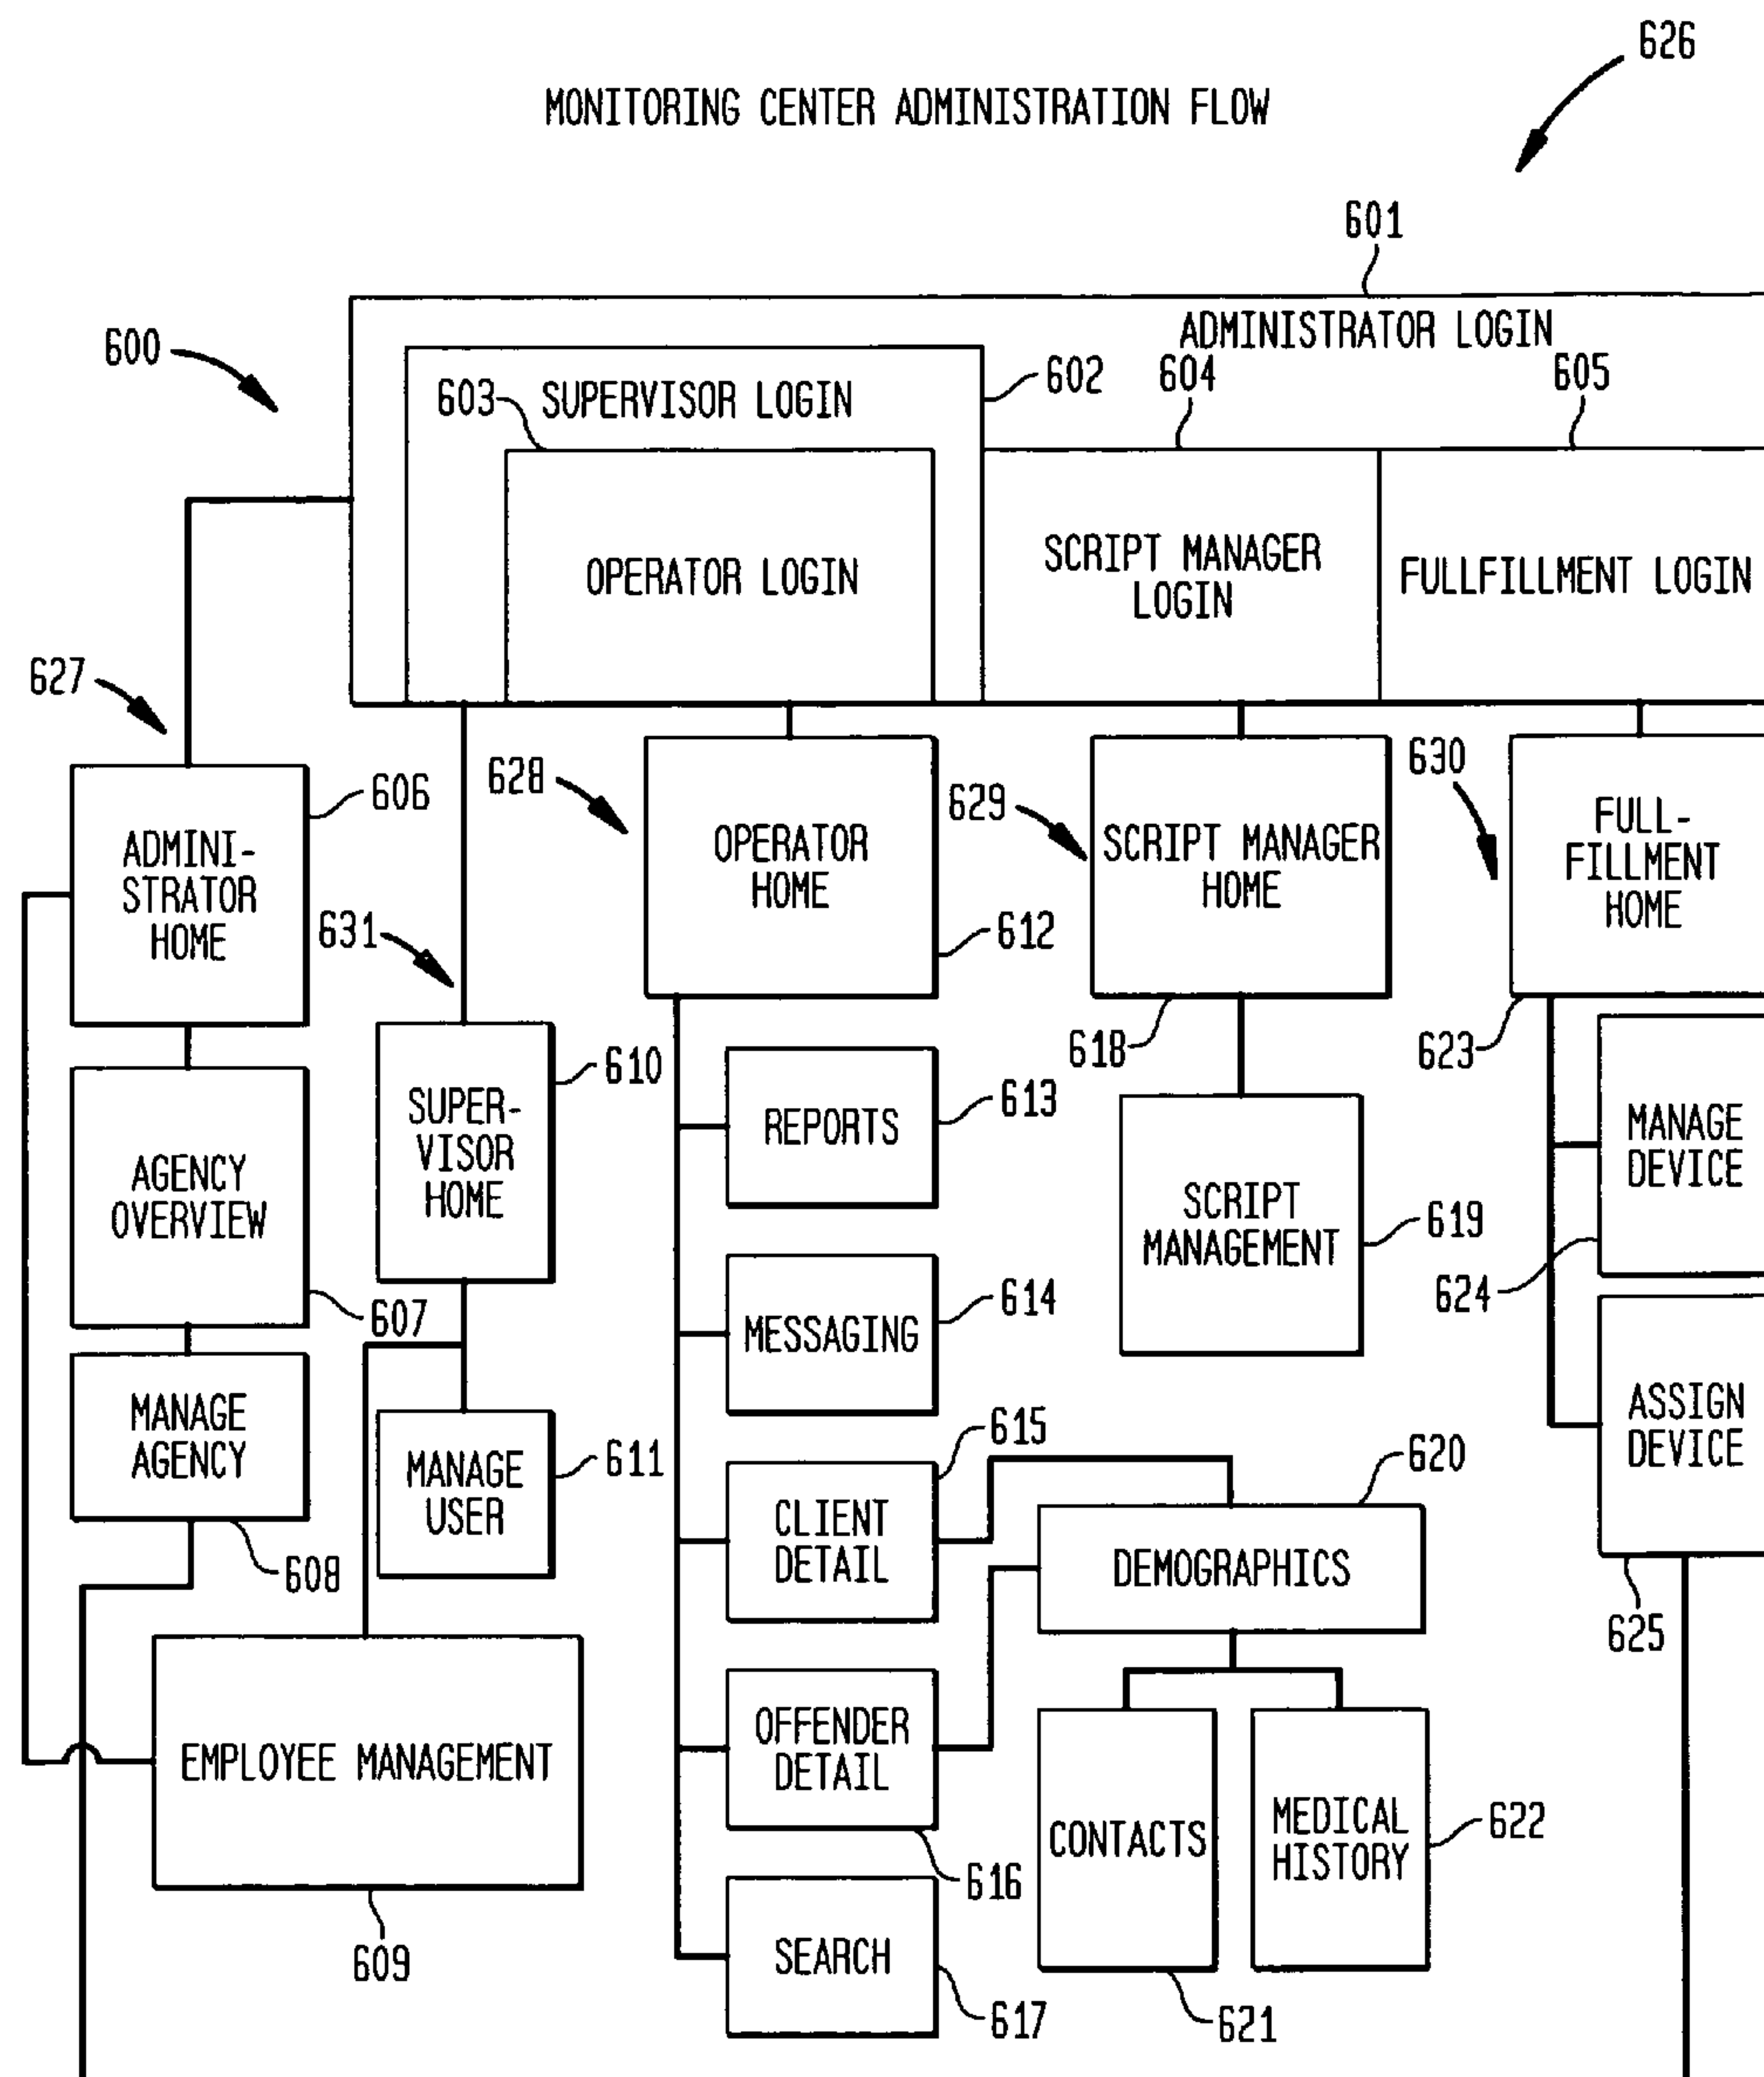 626
MONITORING CENTER ADMINISTRATION FLOW
601
ADMINISTRATOR LOGIN
600
602
604
605
603
SUPERVISOR LOGIN
OPERATOR LOGIN
SCRIPT MANAGER
LOGIN
FULLFILLMENT LOGIN
627
606
628
629
630
ADMINI-
STRATOR
HOME
OPERATOR
HOME
SCRIPT MANAGER
HOME
FULL-
FILLMENT
HOME
631
612
618
623
610
SUPER-
VISOR
HOME
613
REPORTS
MANAGE
DEVICE
AGENCY
OVERVIEW
SCRIPT
MANAGEMENT
619
624
607
614
MESSAGING
MANAGE
AGENCY
615
ASSIGN
DEVICE
MANAGE
USER
611
620
CLIENT
DETAIL
DEMOGRAPHICS
608
625
EMPLOYEE MANAGEMENT
OFFENDER
DETAIL
CONTACTS
MEDICAL
HISTORY
622
616
609
SEARCH
617
621